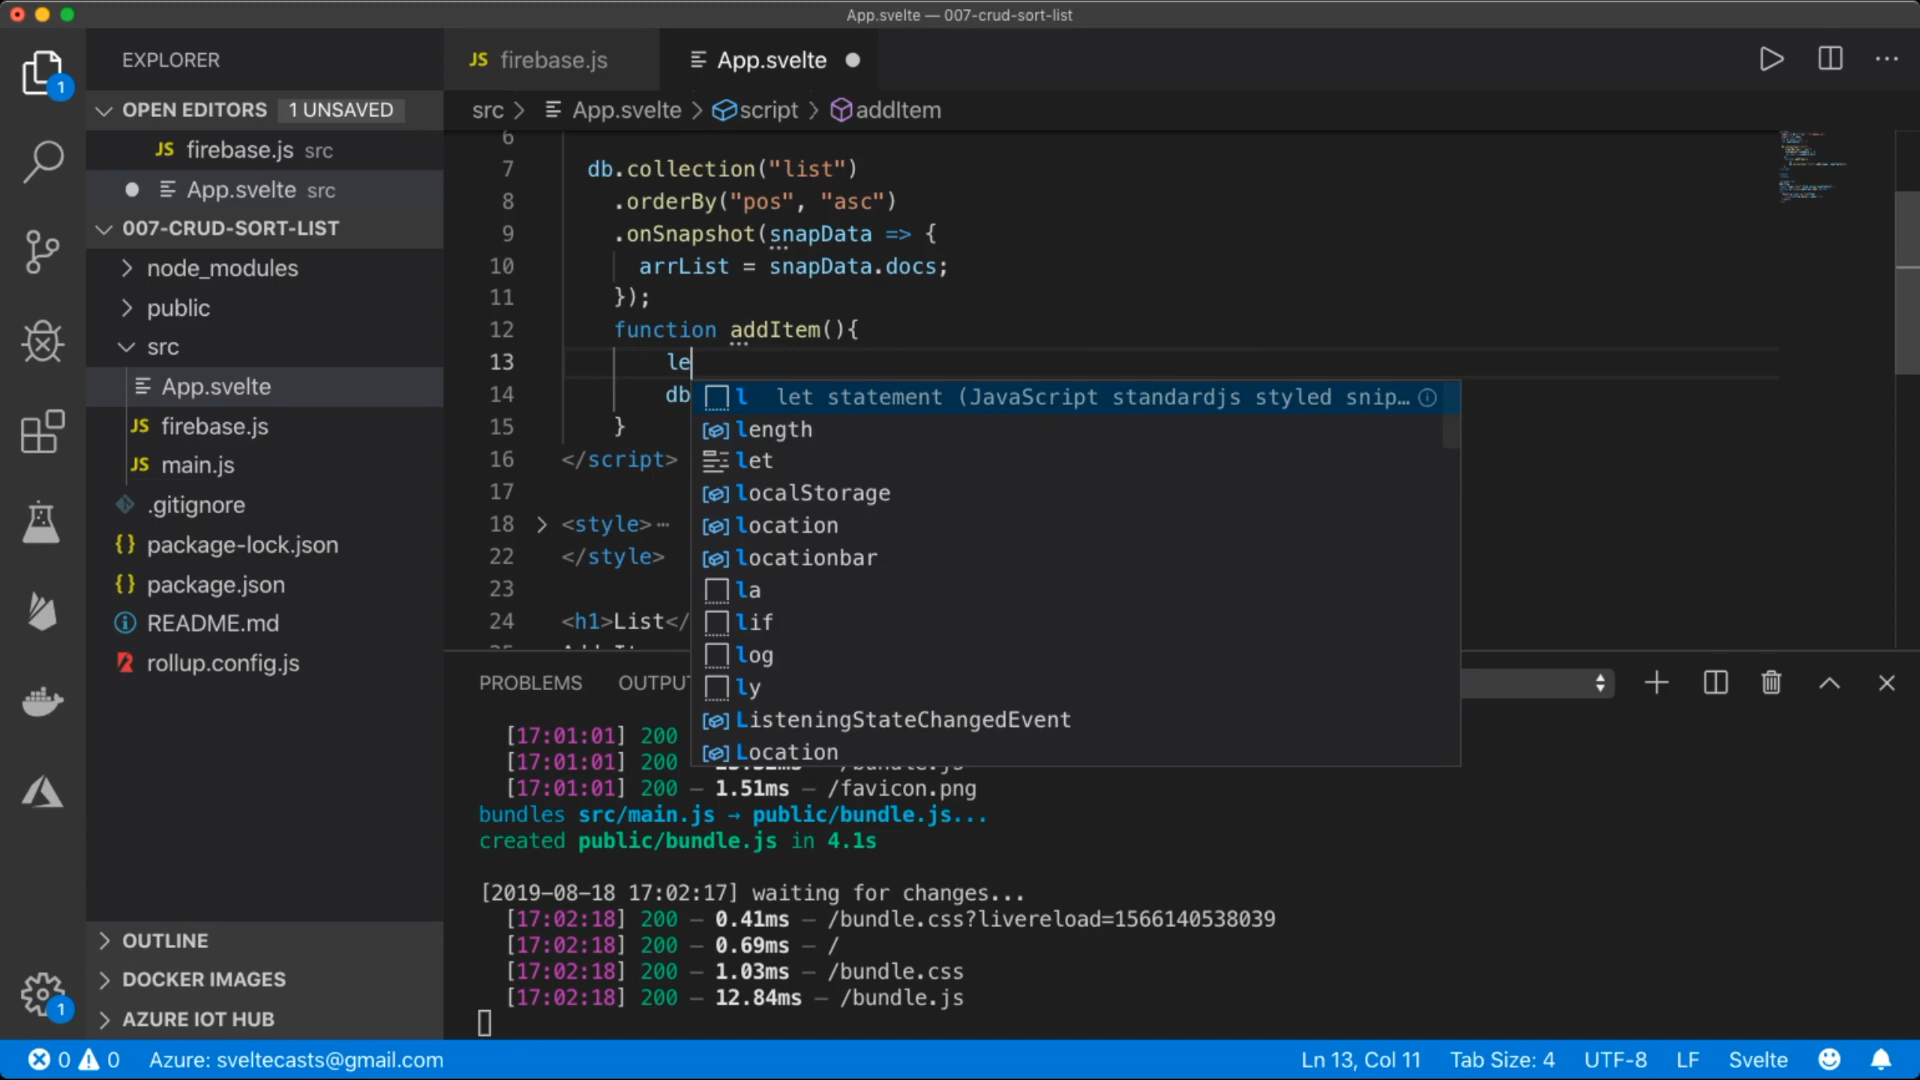 App.svelte — 007-crud-sort-list
EXPLORER
JS firebase.js
App.svelte
1
OPEN EDITORS 1 UNSAVED
src > App.svelte > script > addItem
JS firebase.js src
App.svelte src
007-CRUD-SORT-LIST
node_modules
public
src
App.svelte
JS firebase.js
JS main.js
.gitignore
{} package-lock.json
{} package.json
README.md
rollup.config.js
OUTLINE
DOCKER IMAGES
AZURE IOT HUB
1
6
7 db.collection("list")
8 .orderBy("pos", "asc")
9 .onSnapshot(snapData => {
10 arrList = snapData.docs;
11 });
12 function addItem(){
13 le
14 db
15 }
16 </script>
17
18 <style>⋯
22 </style>
23
24 <h1>List</
l let statement (JavaScript standardjs styled snip…
length
let
localStorage
location
locationbar
la
lif
log
ly
ListeningStateChangedEvent
Location
PROBLEMS OUTPUT
[17:01:01] 200
[17:01:01] 200
[17:01:01] 200 — 1.51ms — /favicon.png
bundles src/main.js → public/bundle.js...
created public/bundle.js in 4.1s
[2019-08-18 17:02:17] waiting for changes...
[17:02:18] 200 — 0.41ms — /bundle.css?livereload=1566140538039
[17:02:18] 200 — 0.69ms — /
[17:02:18] 200 — 1.03ms — /bundle.css
[17:02:18] 200 — 12.84ms — /bundle.js
0 0 Azure: sveltecasts@gmail.com
Ln 13, Col 11 Tab Size: 4 UTF-8 LF Svelte